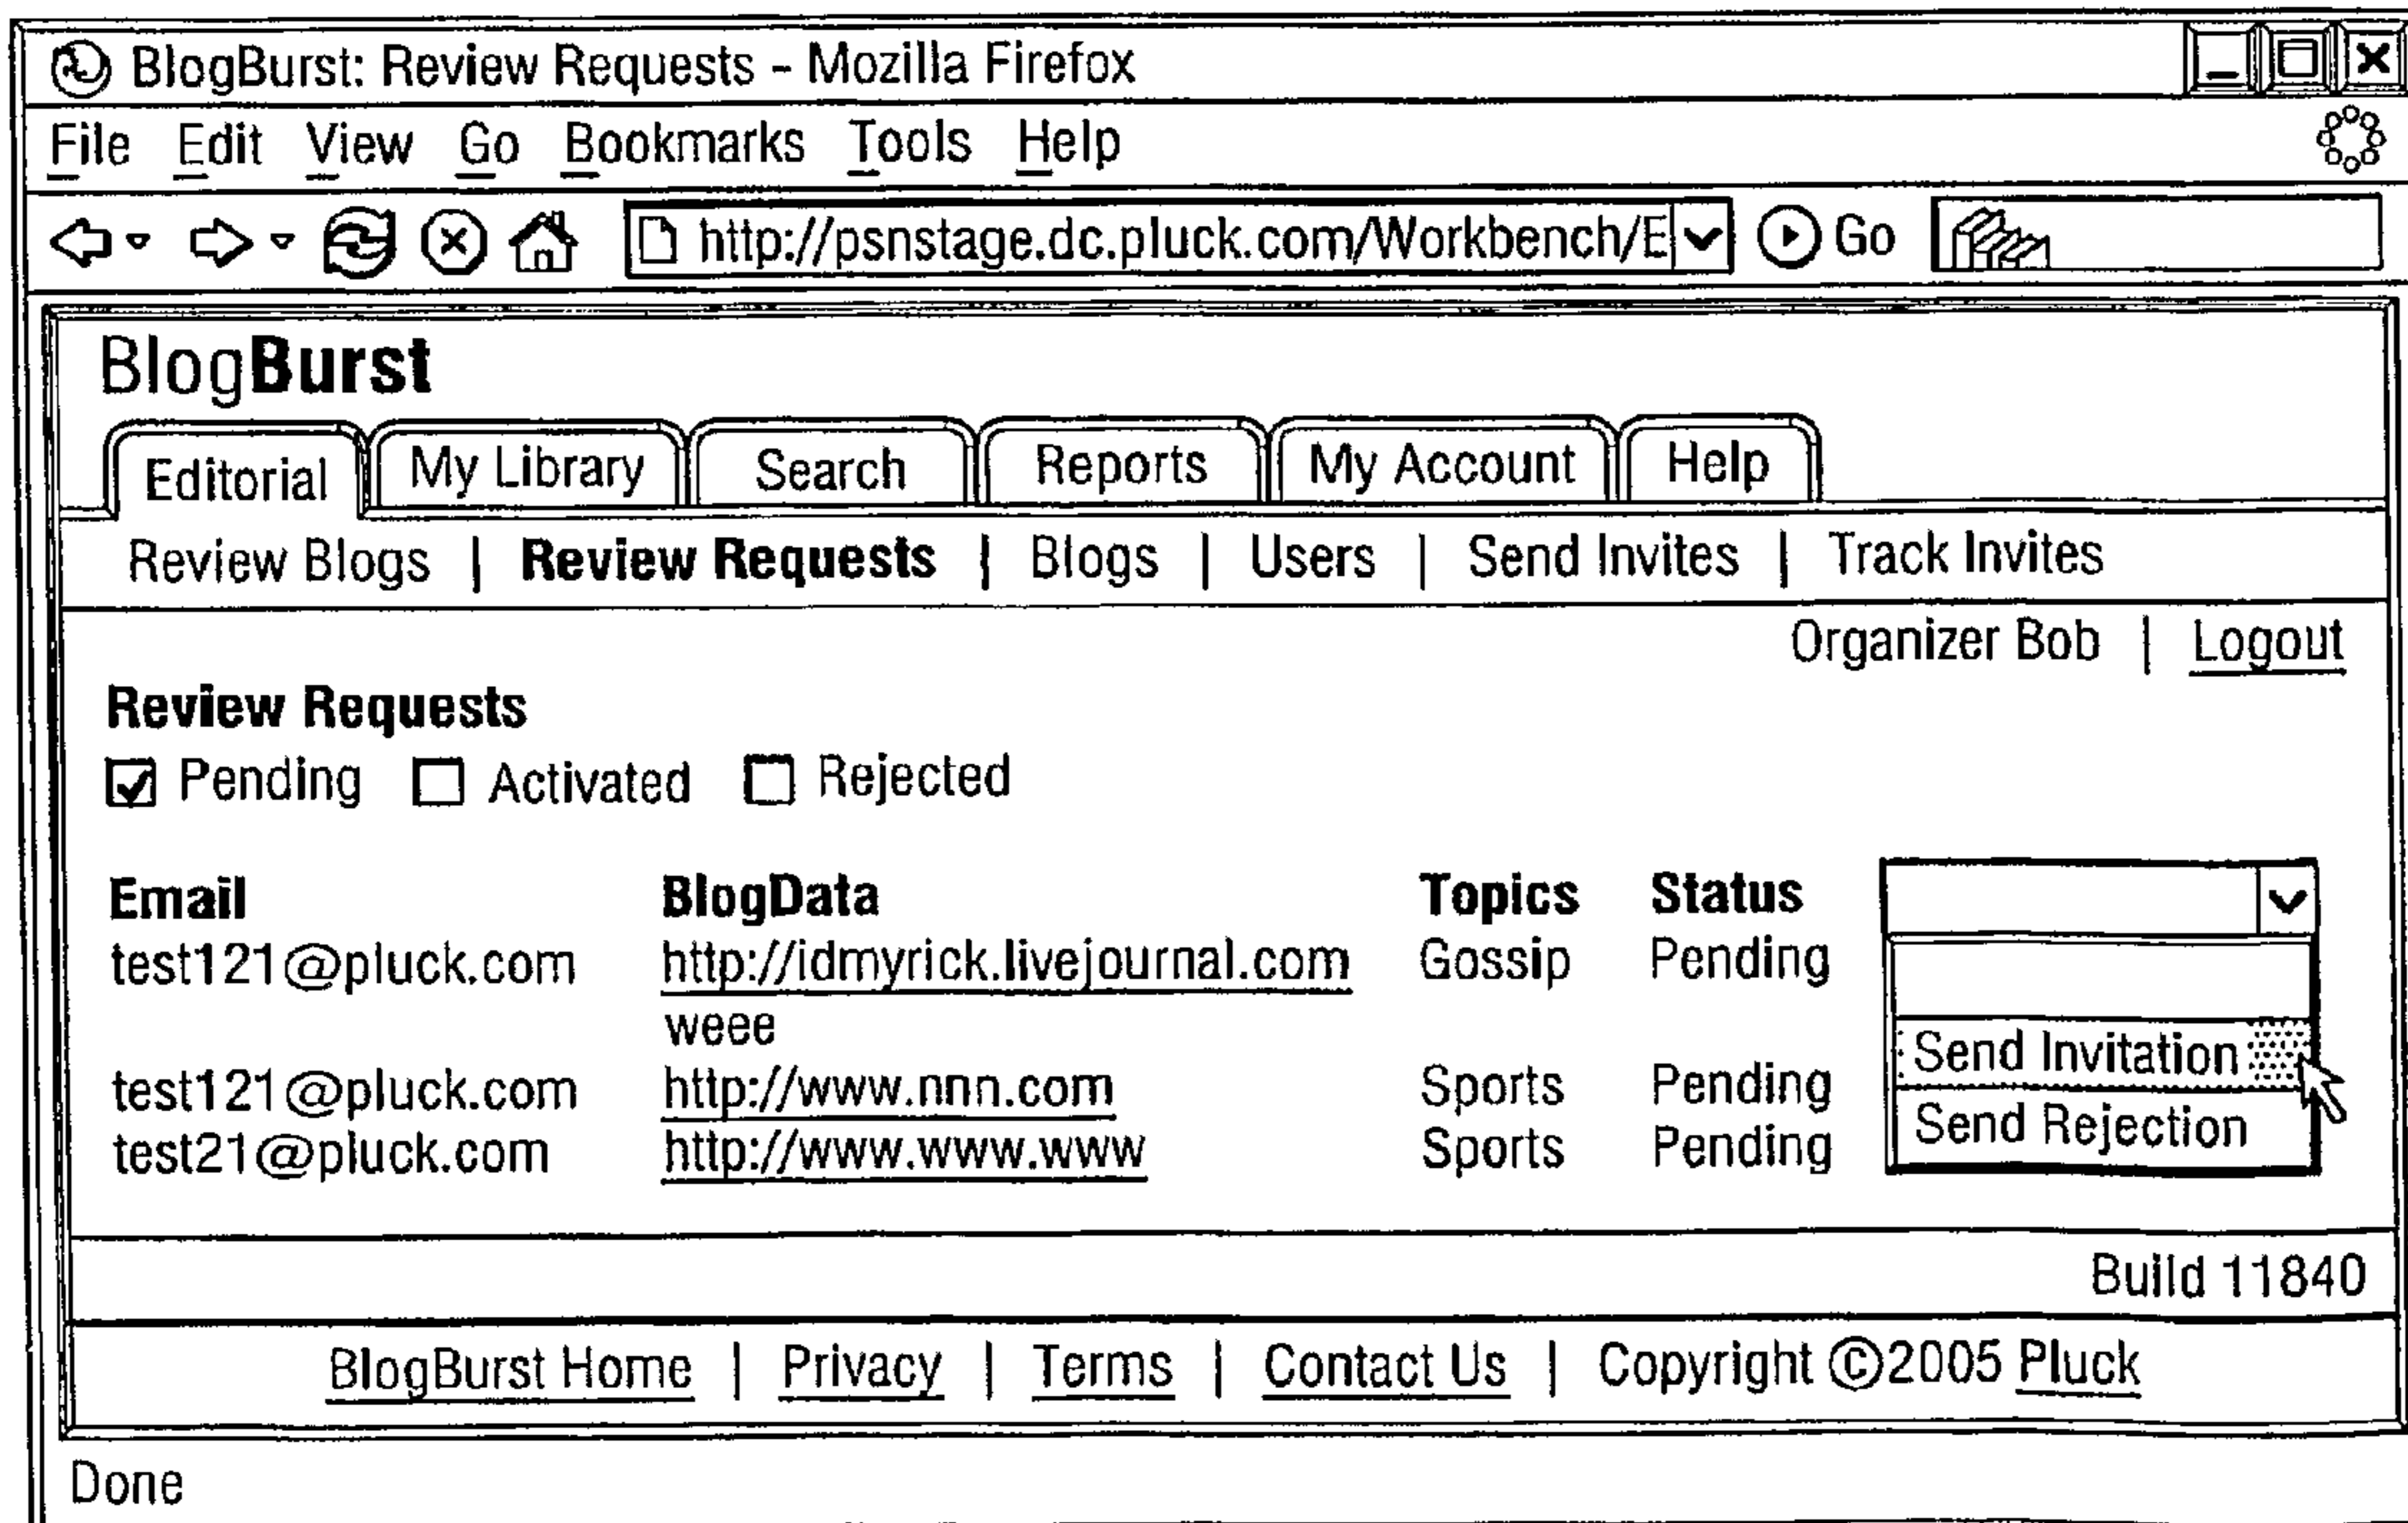 BlogBurst: Review Requests - Mozilla Firefox
File Edit View Go Bookmarks Tools Help
http://psnstage.dc.pluck.com/Workbench/E Go
BlogBurst
Editorial My Library Search Reports My Account Help
Review Blogs | Review Requests | Blogs | Users | Send Invites | Track Invites
Organizer Bob | Logout
Review Requests
Pending Activated Rejected
Email BlogData Topics Status
test121@pluck.com http://idmyrick.livejournal.com Gossip Pending
weee
Send Invitation
test121@pluck.com http://www.nnn.com Sports Pending
test21@pluck.com http://www.www.www Sports Pending
Send Rejection
Build 11840
BlogBurst Home | Privacy | Terms | Contact Us | Copyright ©2005 Pluck
Done